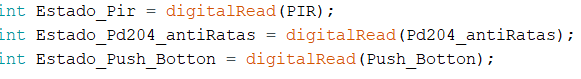 int Estado_Pir = digitalRead(PIR);
int Estado_Pd204_antiRatas = digitalRead(Pd204_antiRatas);
int Estado_Push_Botton = digitalRead(Push_Botton);